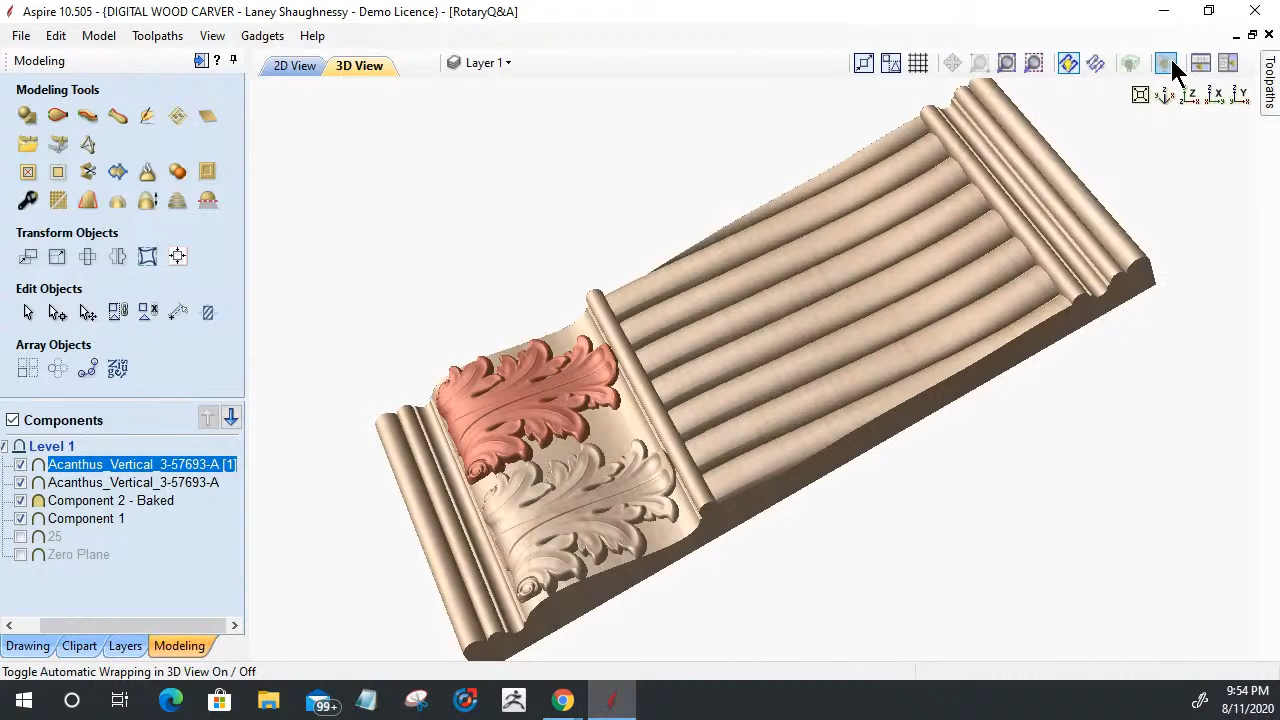 Aspire 10.505 - {DIGITAL WOOD CARVER - Laney Shaughnessy - Demo Licence} - [RotaryQ&A]
File Edit Model Toolpaths View Gadgets Help
Modeling
2D View 3D View Layer 1
Modeling Tools
Transform Objects
Edit Objects
Array Objects
Components
Level 1
Acanthus_Vertical_3-57693-A [1]
Acanthus_Vertical_3-57693-A
Component 2 - Baked
Component 1
25
Zero Plane
Drawing Clipart Layers Modeling
Toolpaths
Z X Y
Toggle Automatic Wrapping in 3D View On / Off
99+
9:54 PM
8/11/2020